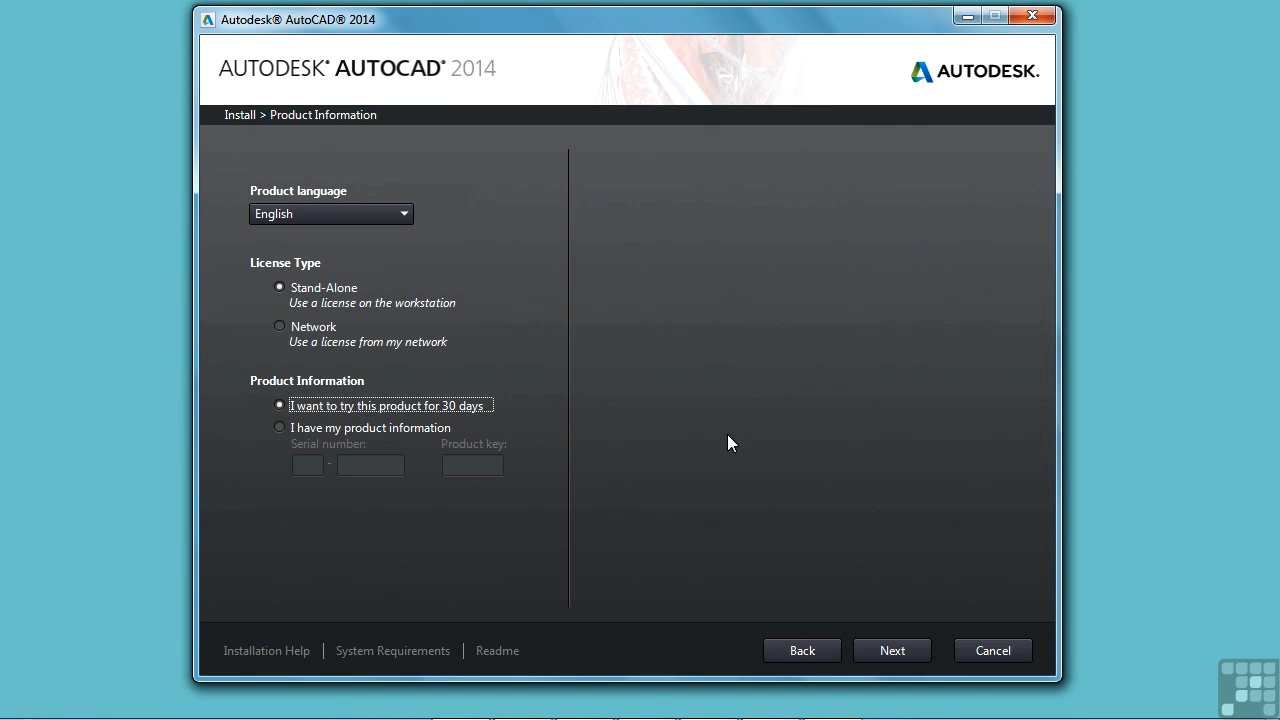 Autodesk® AutoCAD® 2014
AUTODESK® AUTOCAD® 2014
AUTODESK.
Install > Product Information
Product language
English
License Type
Stand-Alone
Use a license on the workstation
Network
Use a license from my network
Product Information
I want to try this product for 30 days
I have my product information
Serial number: Product key:
-
Installation Help | System Requirements | Readme
Back Next Cancel